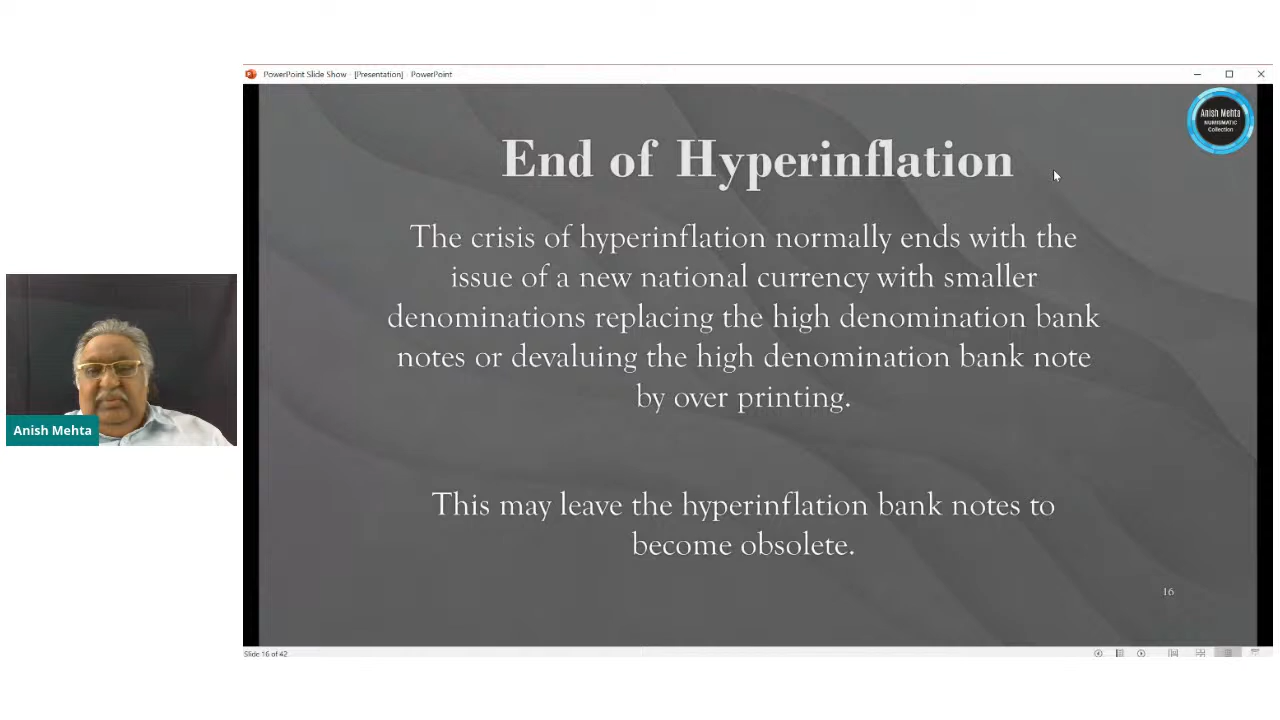 PowerPoint Slide Show - [Presentation] - PowerPoint
Anish Mehta
NUMISMATIC
Collection
End of Hyperinflation
The crisis of hyperinflation normally ends with the
issue of a new national currency with smaller
denominations replacing the high denomination bank
notes or devaluing the high denomination bank note
by over printing.
Anish Mehta
This may leave the hyperinflation bank notes to
become obsolete.
16
Slide 16 of 42